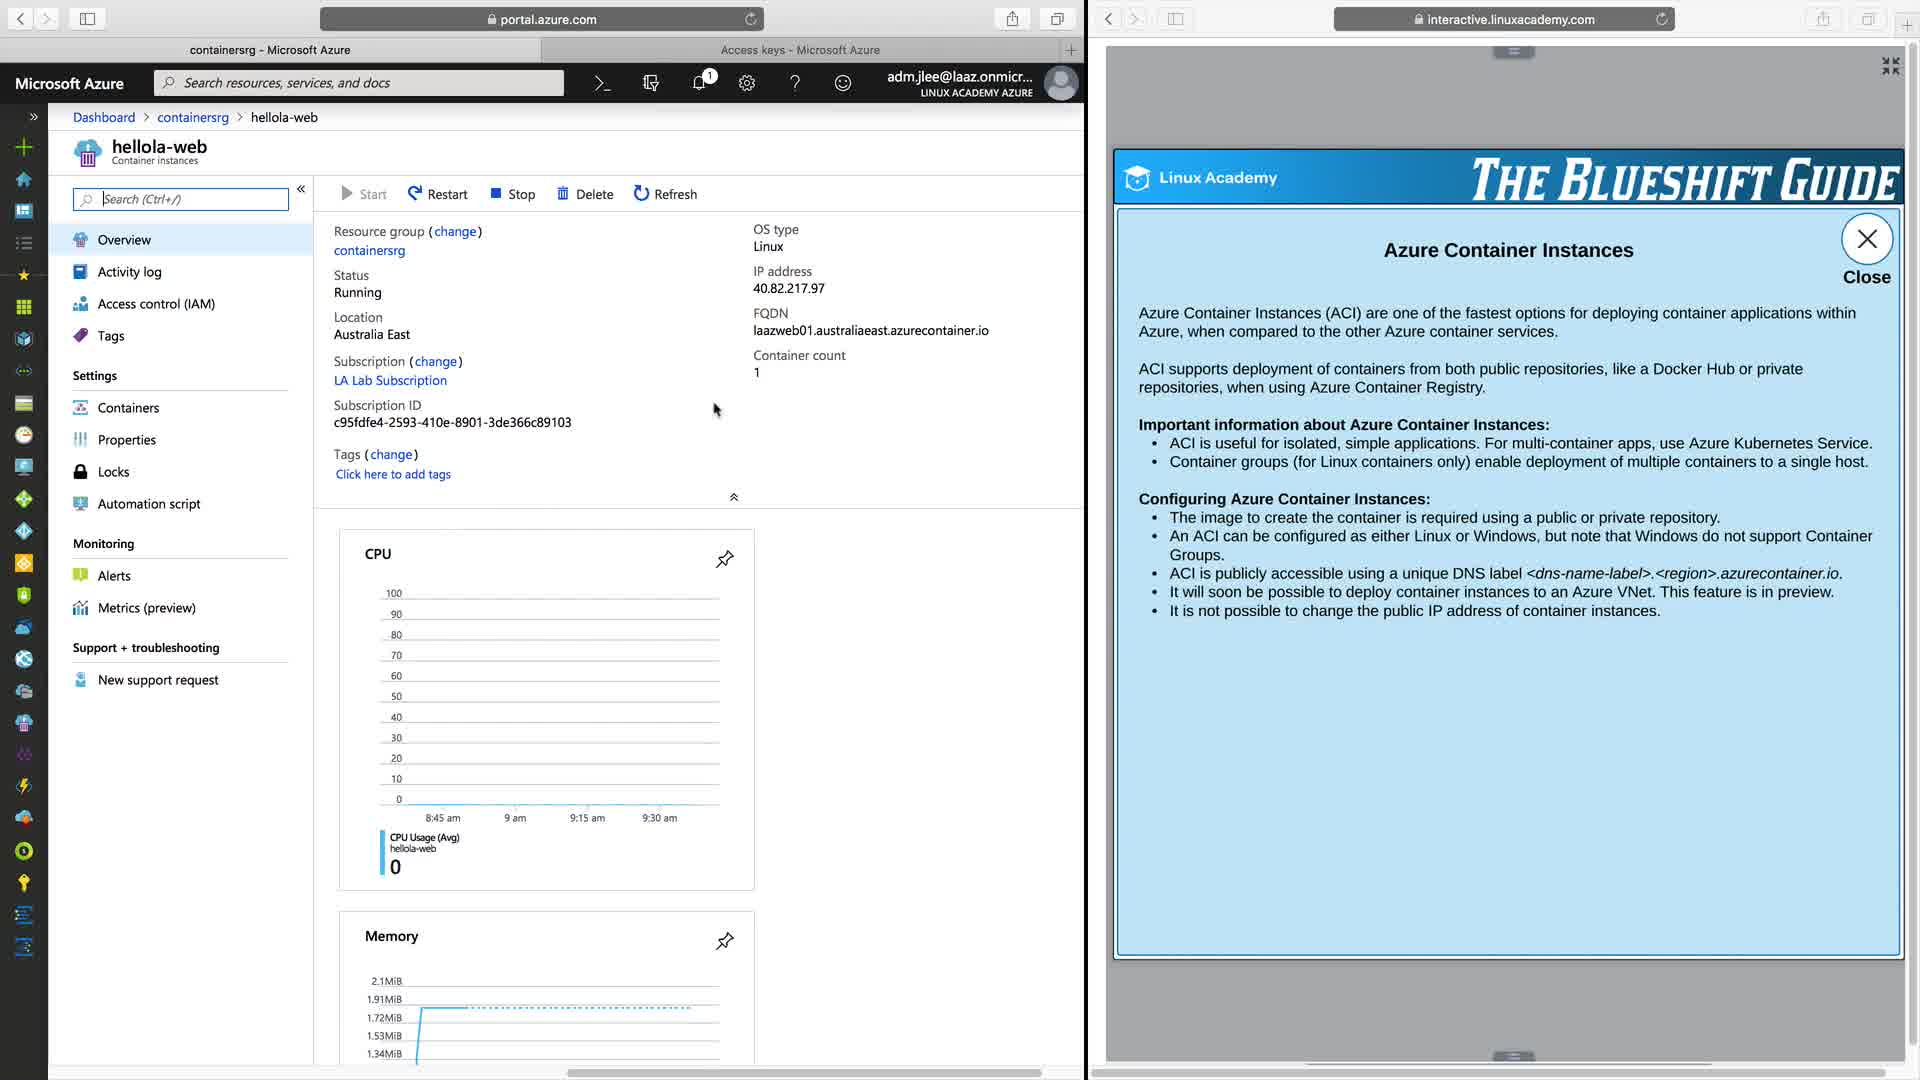 portal.azure.com
containersrg - Microsoft Azure
Access keys - Microsoft Azure
Microsoft Azure
Search resources, services, and docs
1
adm.jlee@laaz.onmicr...
LINUX ACADEMY AZURE
Dashboard > containersrg > hellola-web
hellola-web
Container instances
Search (Ctrl+/)
Overview
Activity log
Access control (IAM)
Tags
Settings
Containers
Properties
Locks
Automation script
Monitoring
Alerts
Metrics (preview)
Support + troubleshooting
New support request
Start
Restart
Stop
Delete
Refresh
Resource group (change)
containersrg
Status
Running
Location
Australia East
Subscription (change)
LA Lab Subscription
Subscription ID
c95fdfe4-2593-410e-8901-3de366c89103
Tags (change)
Click here to add tags
OS type
Linux
IP address
40.82.217.97
FQDN
laazweb01.australiaeast.azurecontainer.io
Container count
1
CPU
100
90
80
70
60
50
40
30
20
10
0
8:45 am
9 am
9:15 am
9:30 am
CPU Usage (Avg)
hellola-web
0
Memory
2.1MiB
1.91MiB
1.72MiB
1.53MiB
1.34MiB
interactive.linuxacademy.com
Linux Academy
THE BLUESHIFT GUIDE
Close
Azure Container Instances
Azure Container Instances (ACI) are one of the fastest options for deploying container applications within
Azure, when compared to the other Azure container services.
ACI supports deployment of containers from both public repositories, like a Docker Hub or private
repositories, when using Azure Container Registry.
Important information about Azure Container Instances:
• ACI is useful for isolated, simple applications. For multi-container apps, use Azure Kubernetes Service.
• Container groups (for Linux containers only) enable deployment of multiple containers to a single host.
Configuring Azure Container Instances:
• The image to create the container is required using a public or private repository.
• An ACI can be configured as either Linux or Windows, but note that Windows do not support Container
Groups.
• ACI is publicly accessible using a unique DNS label <dns-name-label>.<region>.azurecontainer.io.
• It will soon be possible to deploy container instances to an Azure VNet. This feature is in preview.
• It is not possible to change the public IP address of container instances.